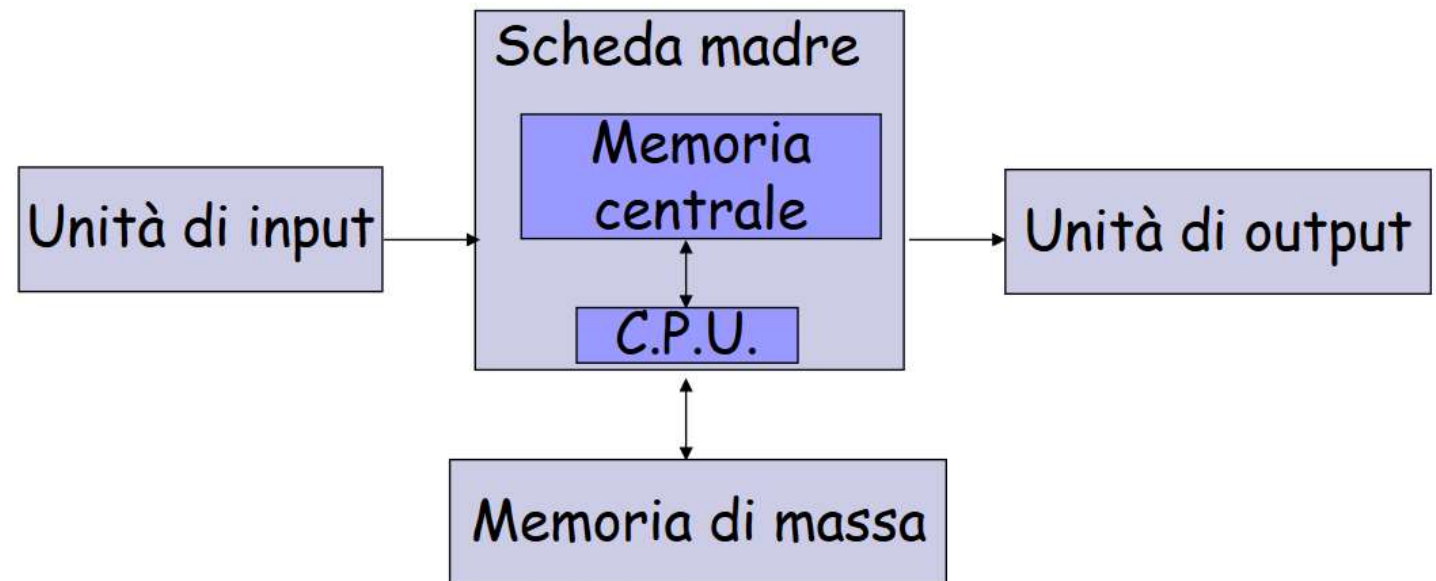 Scheda madre
Memoria
centrale
Unità di input
Unità di output
C.P.U.
Memoria di massa